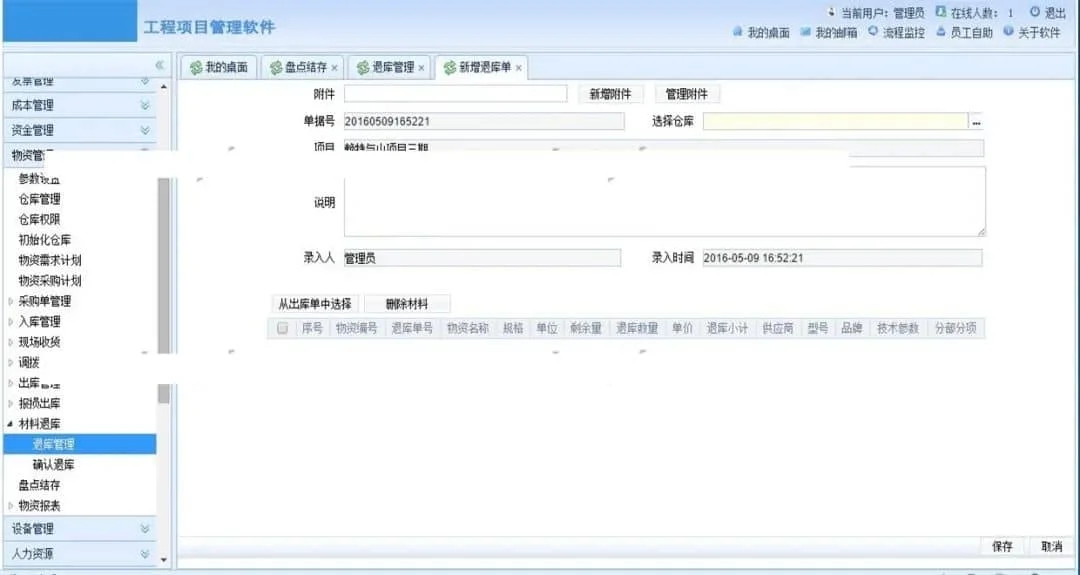 工程项目管理软件
当前用户：管理员 在线人数：1 退出
我的桌面 我的邮箱 流程监控 员工自助 关于软件
我的桌面 盘点结存 退库管理 新增退库单
发票管理
成本管理
资金管理
物资管
参数设置
仓库管理
仓库权限
初始化仓库
物资需求计划
物资采购计划
采购单管理
入库管理
现场收货
调拨
出库管理
报损出库
材料退库
退库管理
确认退库
盘点结存
物资报表
设备管理
人力资源
附件 新增附件 管理附件
单据号 20160509165221 选择仓库 ...
项目
说明
录入人 管理员 录入时间 2016-05-09 16:52:21
从出库单中选择 删除材料
序号 物资编号 退库单号 物资名称 规格 单位 剩余量 退库数量 单价 退库小计 供应商 型号 品牌 技术参数 分部分项
保存 取消